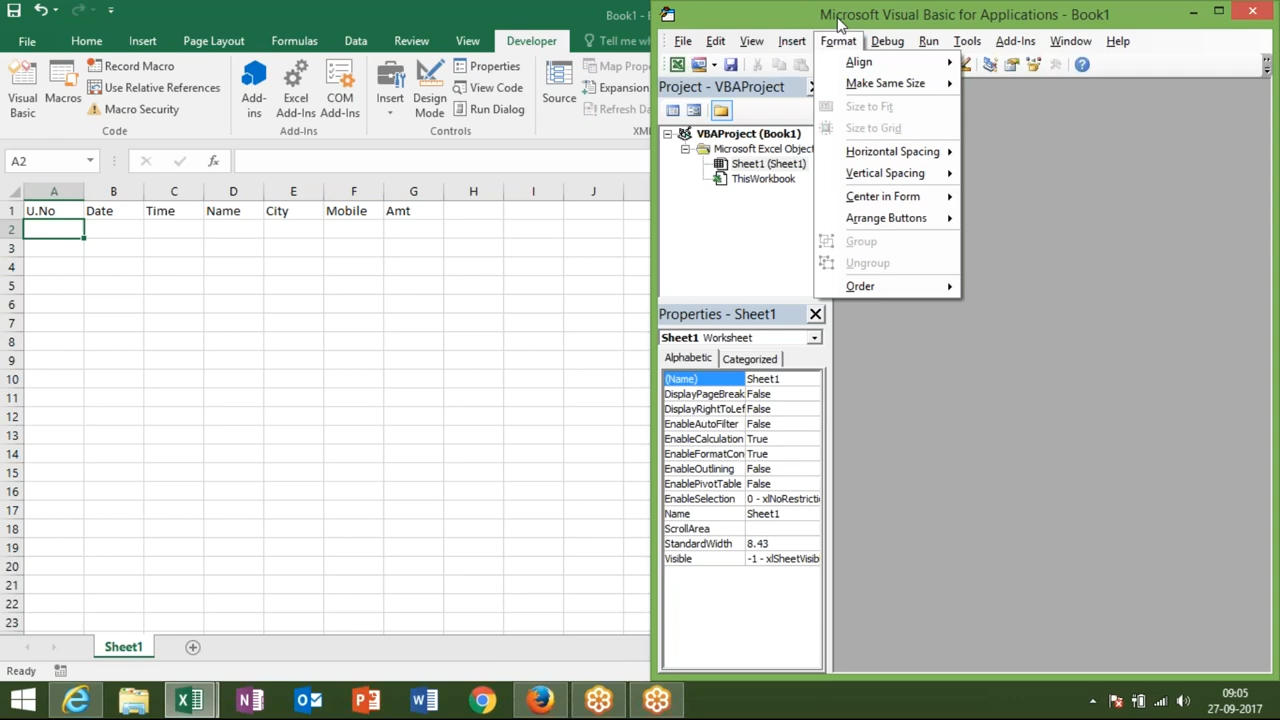 Book1 -
File
Home
Insert
Page Layout
Formulas
Data
Review
View
Developer
Tell me
Visual Basic
Macros
Record Macro
Use Relative References
Macro Security
Code
Add-ins
Excel Add-Ins
COM Add-Ins
Add-Ins
Insert
Design Mode
Properties
View Code
Run Dialog
Controls
Source
Map Prop
Expansion
Refresh Da
XML
A2
fx
A B C D E F G H I J
1 U.No Date Time Name City Mobile Amt
2
3
4
5
6
7
8
9
10
11
12
13
14
15
16
17
18
19
20
21
22
23
Sheet1
Ready
Microsoft Visual Basic for Applications - Book1
File Edit View Insert Format Debug Run Tools Add-Ins Window Help
Align
Make Same Size
Size to Fit
Size to Grid
Horizontal Spacing
Vertical Spacing
Center in Form
Arrange Buttons
Group
Ungroup
Order
Project - VBAProject
VBAProject (Book1)
Microsoft Excel Object
Sheet1 (Sheet1)
ThisWorkbook
Properties - Sheet1
Sheet1 Worksheet
Alphabetic Categorized
(Name) Sheet1
DisplayPageBreak False
DisplayRightToLef False
EnableAutoFilter False
EnableCalculation True
EnableFormatCon True
EnableOutlining False
EnablePivotTable False
EnableSelection 0 - xlNoRestricti
Name Sheet1
ScrollArea
StandardWidth 8.43
Visible -1 - xlSheetVisib
09:05
27-09-2017